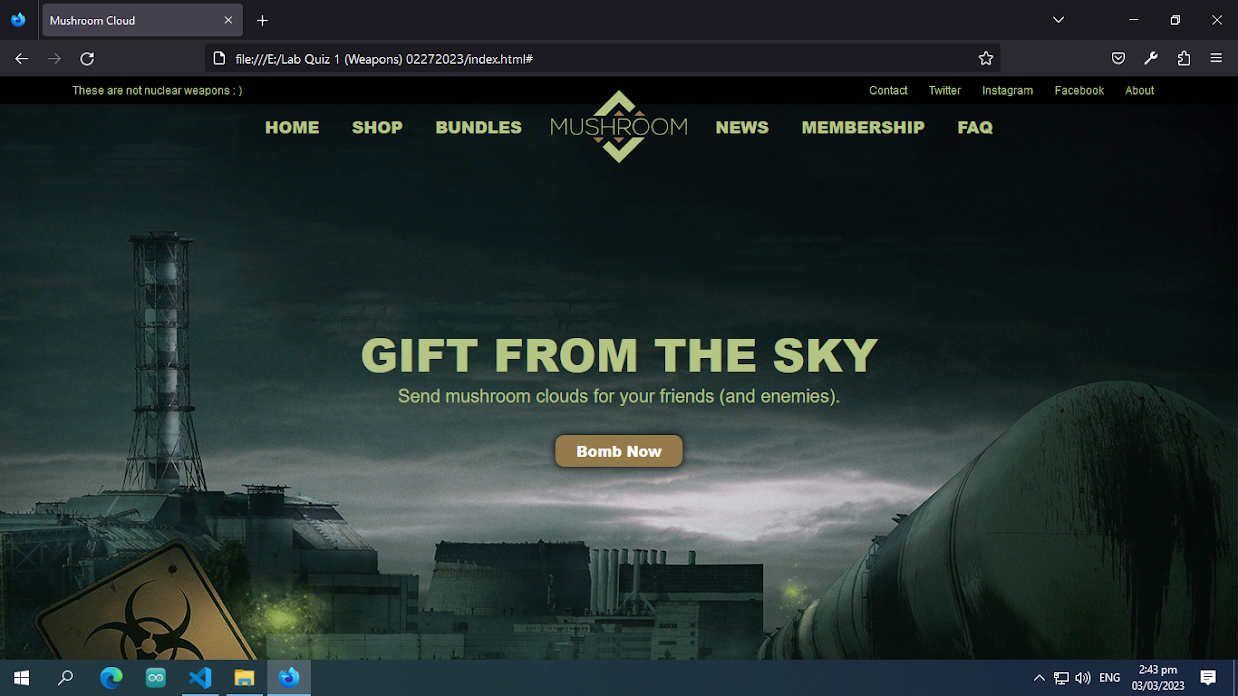 Mushroom Cloud
file:///E:/Lab Quiz 1 (Weapons) 02272023/index.html#
These are not nuclear weapons : )
Contact Twitter Instagram Facebook About
HOME SHOP BUNDLES MUSHROOM NEWS MEMBERSHIP FAQ
GIFT FROM THE SKY
Send mushroom clouds for your friends (and enemies).
Bomb Now
ENG
2:43 pm
03/03/2023